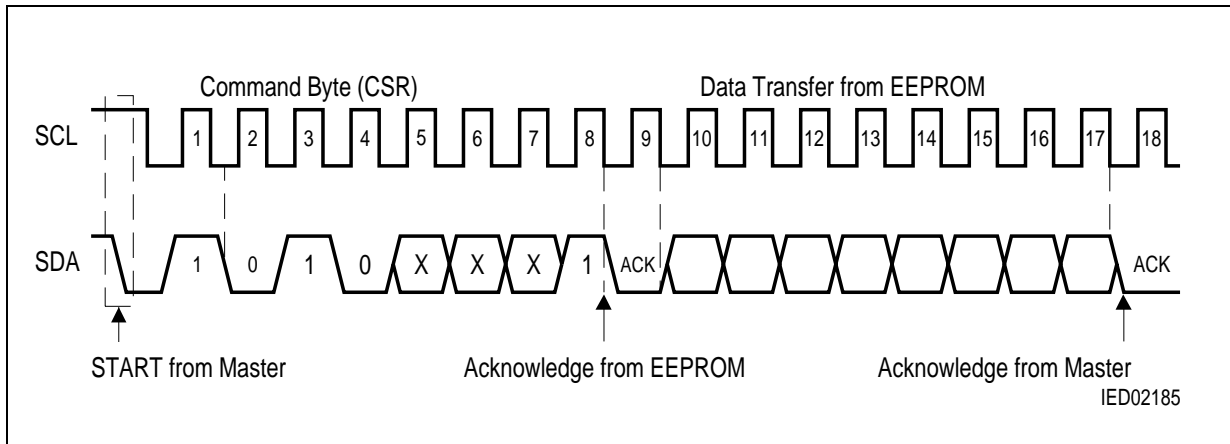 Command Byte (CSR) Data Transfer from EEPROM
SCL 1 2 3 4 5 6 7 8 9 10 11 12 13 14 15 16 17 18
SDA 1 0 1 0 X X X 1 ACK ACK
START from Master Acknowledge from EEPROM Acknowledge from Master
IED02185